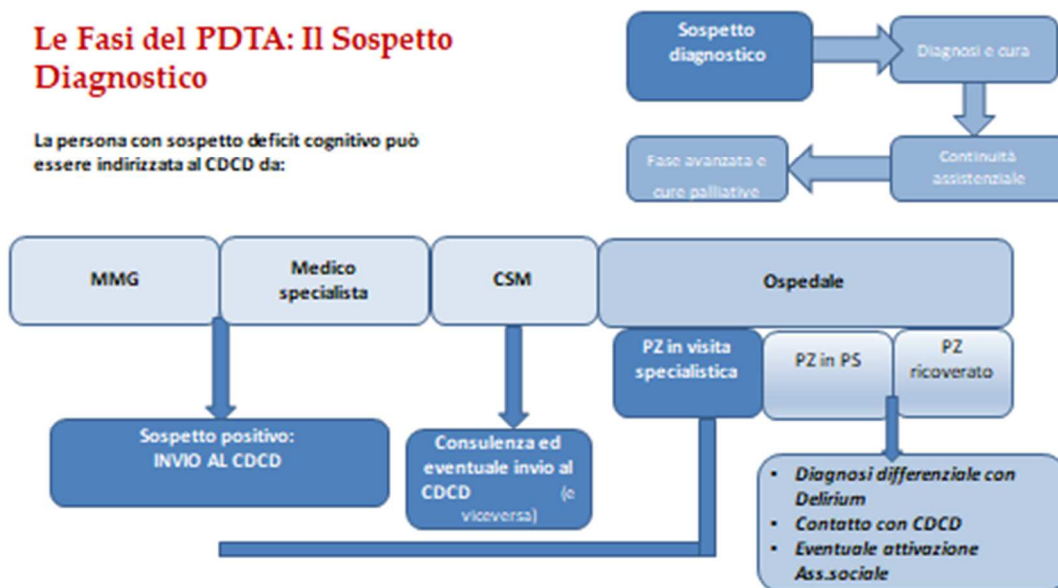 Le Fasi del PDTA: Il Sospetto
Diagnostico
La persona con sospetto deficit cognitivo può
essere indirizzata al CDCD da:
Sospetto
diagnostico
Diagnosi e cura
Continuità
assistenziale
Fase avanzata e
cure palliative
MMG
Medico
specialista
CSM
Ospedale
PZ in visita
specialistica
PZ in PS
PZ
ricoverato
Sospetto positivo:
INVIO AL CDCD
Consulenza ed
eventuale invio al
CDCD (e
viceversa)
▪ Diagnosi differenziale con
Delirium
▪ Contatto con CDCD
▪ Eventuale attivazione
Ass.sociale